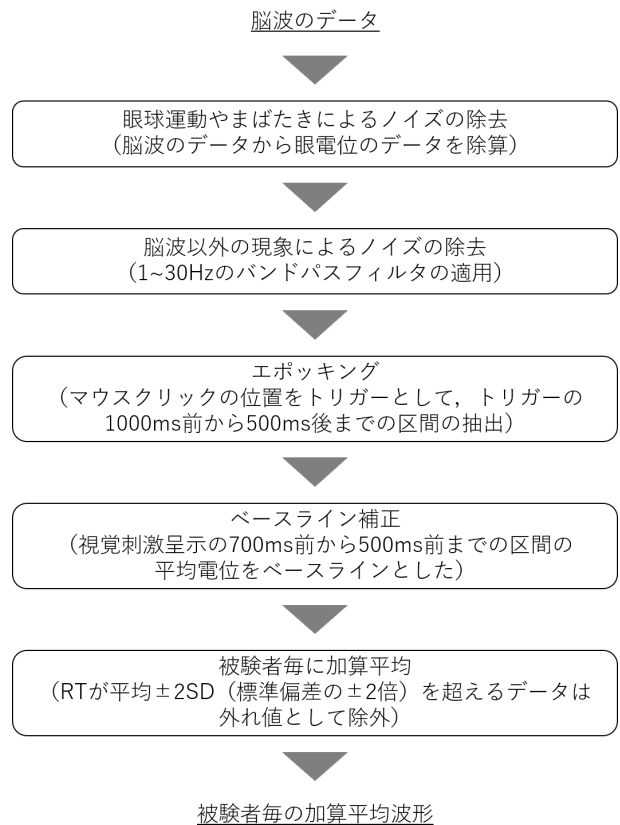 脳波のデータ
眼球運動やまばたきによるノイズの除去
（脳波のデータから眼電位のデータを除算）
脳波以外の現象によるノイズの除去
（1~30Hzのバンドパスフィルタの適用）
エポッキング
（マウスクリックの位置をトリガーとして，トリガーの
1000ms前から500ms後までの区間の抽出）
ベースライン補正
（視覚刺激呈示の700ms前から500ms前までの区間の
平均電位をベースラインとした）
被験者毎に加算平均
（RTが平均±2SD（標準偏差の±2倍）を超えるデータは
外れ値として除外）
被験者毎の加算平均波形